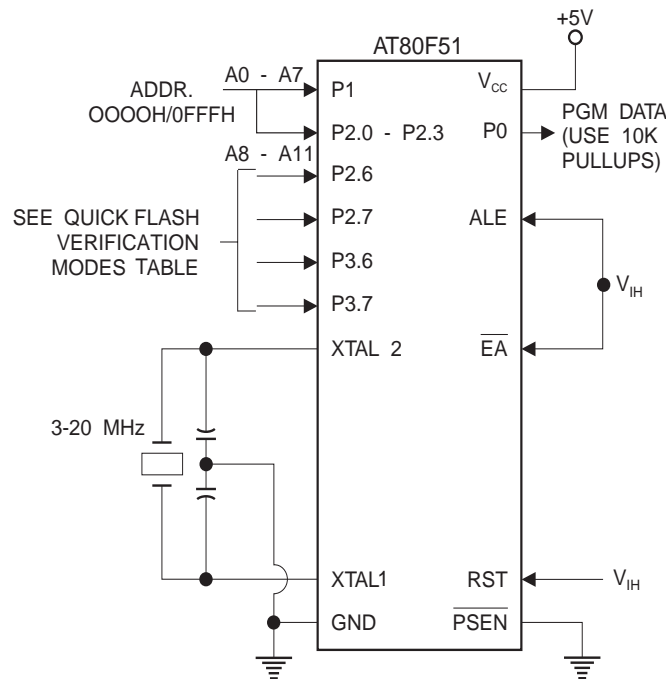 AT80F51
+5V
ADDR.
OOOOH/0FFFH
A0 - A7
A8 - A11
SEE QUICK FLASH
VERIFICATION
MODES TABLE
3-20 MHz
P1
P2.0 - P2.3
P2.6
P2.7
P3.6
P3.7
XTAL 2
XTAL1
GND
VCC
P0
ALE
EA
RST
PSEN
PGM DATA
(USE 10K
PULLUPS)
VIH
VIH